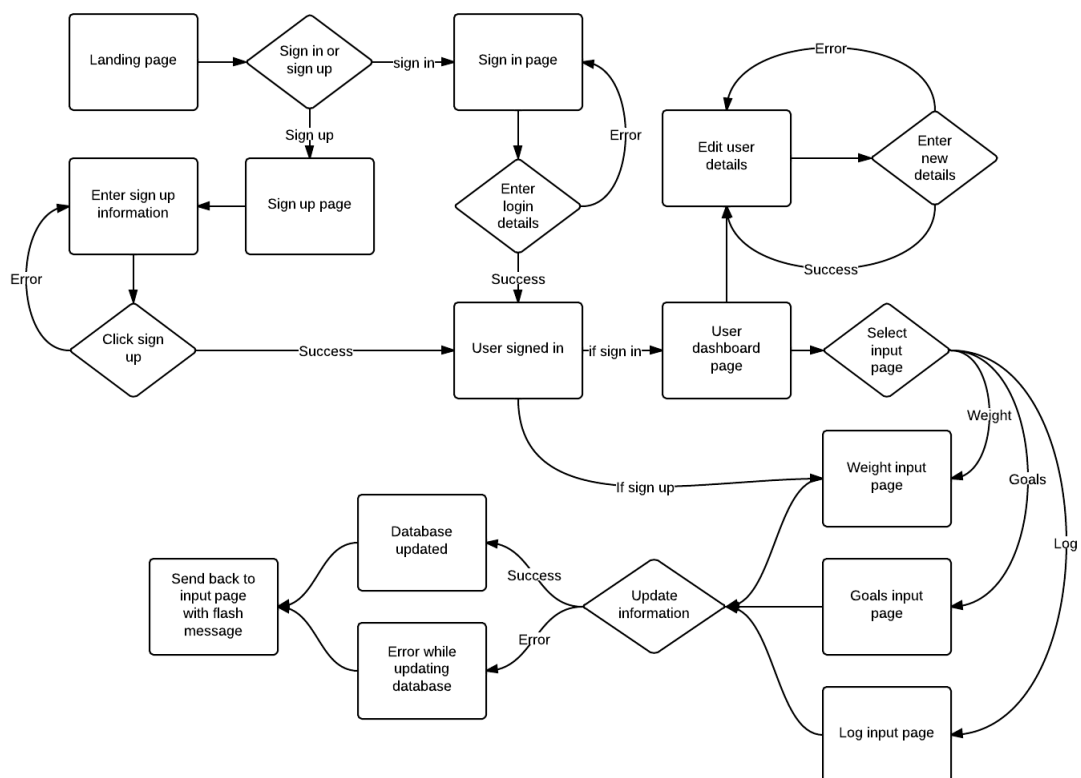 Landing page
Sign in or
sign up
sign in
Sign in page
Error
Sign up
Error
Edit user
details
Enter
new
details
Enter sign up
information
Sign up page
Enter
login
details
Success
Error
Success
Click sign
up
Success
User signed in
if sign in
User
dashboard
page
Select
input
page
Weight
If sign up
Weight input
page
Goals
Log
Database
updated
Success
Send back to
input page
with flash
message
Update
information
Goals input
page
Error
Error while
updating
database
Log input page